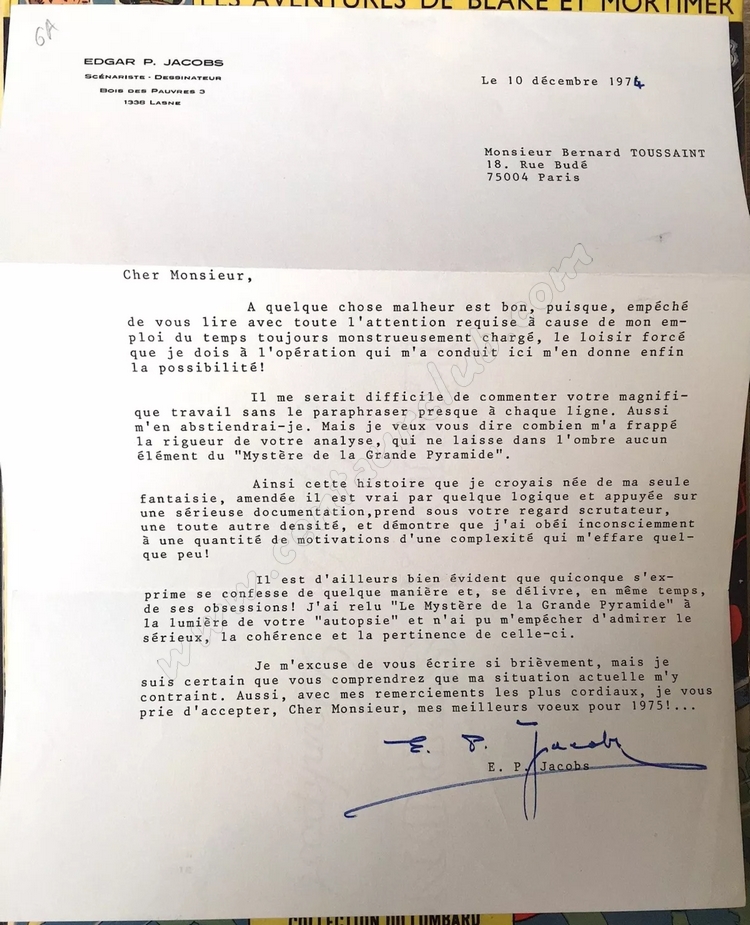 LES AVENTURES DE BLAKE ET MORTIMER
6A
EDGAR P. JACOBS
Scénariste - Dessinateur
Bois des Pauvres 3
1338 Lasne
Le 10 décembre 1974
Monsieur Bernard TOUSSAINT
18. Rue Budé
75004 Paris
Cher Monsieur,
A quelque chose malheur est bon, puisque, empéché
de vous lire avec toute l'attention requise à cause de mon em-
ploi du temps toujours monstrueusement chargé, le loisir forcé
que je dois à l'opération qui m'a conduit ici m'en donne enfin
la possibilité!
Il me serait difficile de commenter votre magnifi-
que travail sans le paraphraser presque à chaque ligne. Aussi
m'en abstiendrai-je. Mais je veux vous dire combien m'a frappé
la rigueur de votre analyse, qui ne laisse dans l'ombre aucun
élément du "Mystère de la Grande Pyramide".
Ainsi cette histoire que je croyais née de ma seule
fantaisie, amendée il est vrai par quelque logique et appuyée sur
une sérieuse documentation,prend sous votre regard scrutateur,
une toute autre densité, et démontre que j'ai obéi inconsciemment
à une quantité de motivations d'une complexité qui m'effare quel-
que peu!
Il est d'ailleurs bien évident que quiconque s'ex-
prime se confesse de quelque manière et, se délivre, en même temps,
de ses obsessions! J'ai relu "Le Mystère de la Grande Pyramide" à
la lumière de votre "autopsie" et n'ai pu m'empécher d'admirer le
sérieux, la cohérence et la pertinence de celle-ci.
Je m'excuse de vous écrire si brièvement, mais je
suis certain que vous comprendrez que ma situation actuelle m'y
contraint. Aussi, avec mes remerciements les plus cordiaux, je vous
prie d'accepter, Cher Monsieur, mes meilleurs voeux pour 1975!...
E. P. Jacobs
E. P. Jacobs
COLLECTION DU LOMBARD